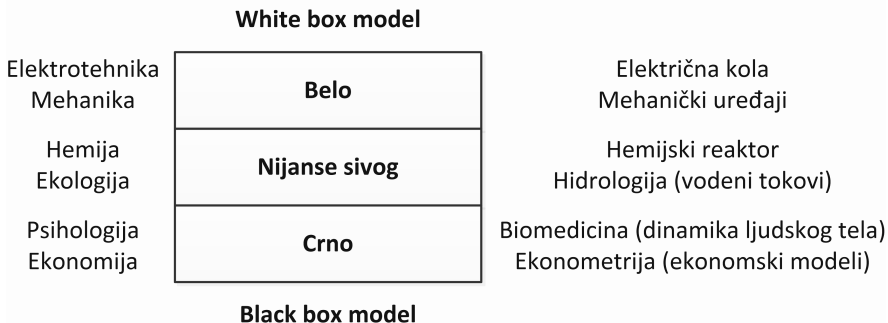 White box model
Elektrotehnika
Mehanika
Belo
Električna kola
Mehanički uređaji
Hemija
Ekologija
Nijanse sivog
Hemijski reaktor
Hidrologija (vodeni tokovi)
Psihologija
Ekonomija
Crno
Biomedicina (dinamika ljudskog tela)
Ekonometrija (ekonomski modeli)
Black box model